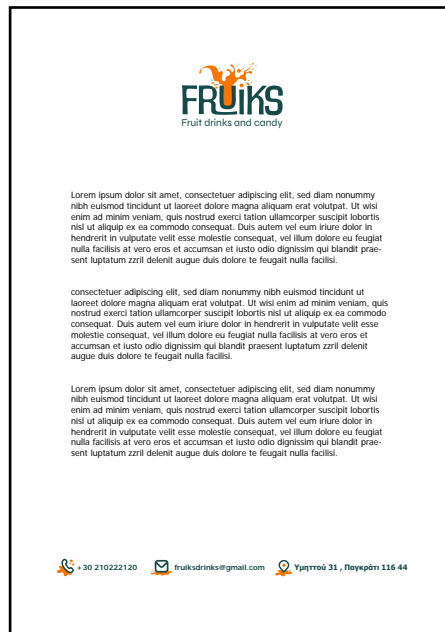 FRUiKS
Fruit drinks and candy
Lorem ipsum dolor sit amet, consectetuer adipiscing elit, sed diam nonummy
nibh euismod tincidunt ut laoreet dolore magna aliquam erat volutpat. Ut wisi
enim ad minim veniam, quis nostrud exerci tation ullamcorper suscipit lobortis
nisl ut aliquip ex ea commodo consequat. Duis autem vel eum iriure dolor in
hendrerit in vulputate velit esse molestie consequat, vel illum dolore eu feugiat
nulla facilisis at vero eros et accumsan et iusto odio dignissim qui blandit prae-
sent luptatum zzril delenit augue duis dolore te feugait nulla facilisi.
consectetuer adipiscing elit, sed diam nonummy nibh euismod tincidunt ut
laoreet dolore magna aliquam erat volutpat. Ut wisi enim ad minim veniam, quis
nostrud exerci tation ullamcorper suscipit lobortis nisl ut aliquip ex ea commodo
consequat. Duis autem vel eum iriure dolor in hendrerit in vulputate velit esse
molestie consequat, vel illum dolore eu feugiat nulla facilisis at vero eros et
accumsan et iusto odio dignissim qui blandit praesent luptatum zzril delenit
augue duis dolore te feugait nulla facilisi.
Lorem ipsum dolor sit amet, consectetuer adipiscing elit, sed diam nonummy
nibh euismod tincidunt ut laoreet dolore magna aliquam erat volutpat. Ut wisi
enim ad minim veniam, quis nostrud exerci tation ullamcorper suscipit lobortis
nisl ut aliquip ex ea commodo consequat. Duis autem vel eum iriure dolor in
hendrerit in vulputate velit esse molestie consequat, vel illum dolore eu feugiat
nulla facilisis at vero eros et accumsan et iusto odio dignissim qui blandit prae-
sent luptatum zzril delenit augue duis dolore te feugait nulla facilisi.
+30 210222120 fruiksdrinks@gmail.com Υμηττού 31 , Παγκράτι 116 44